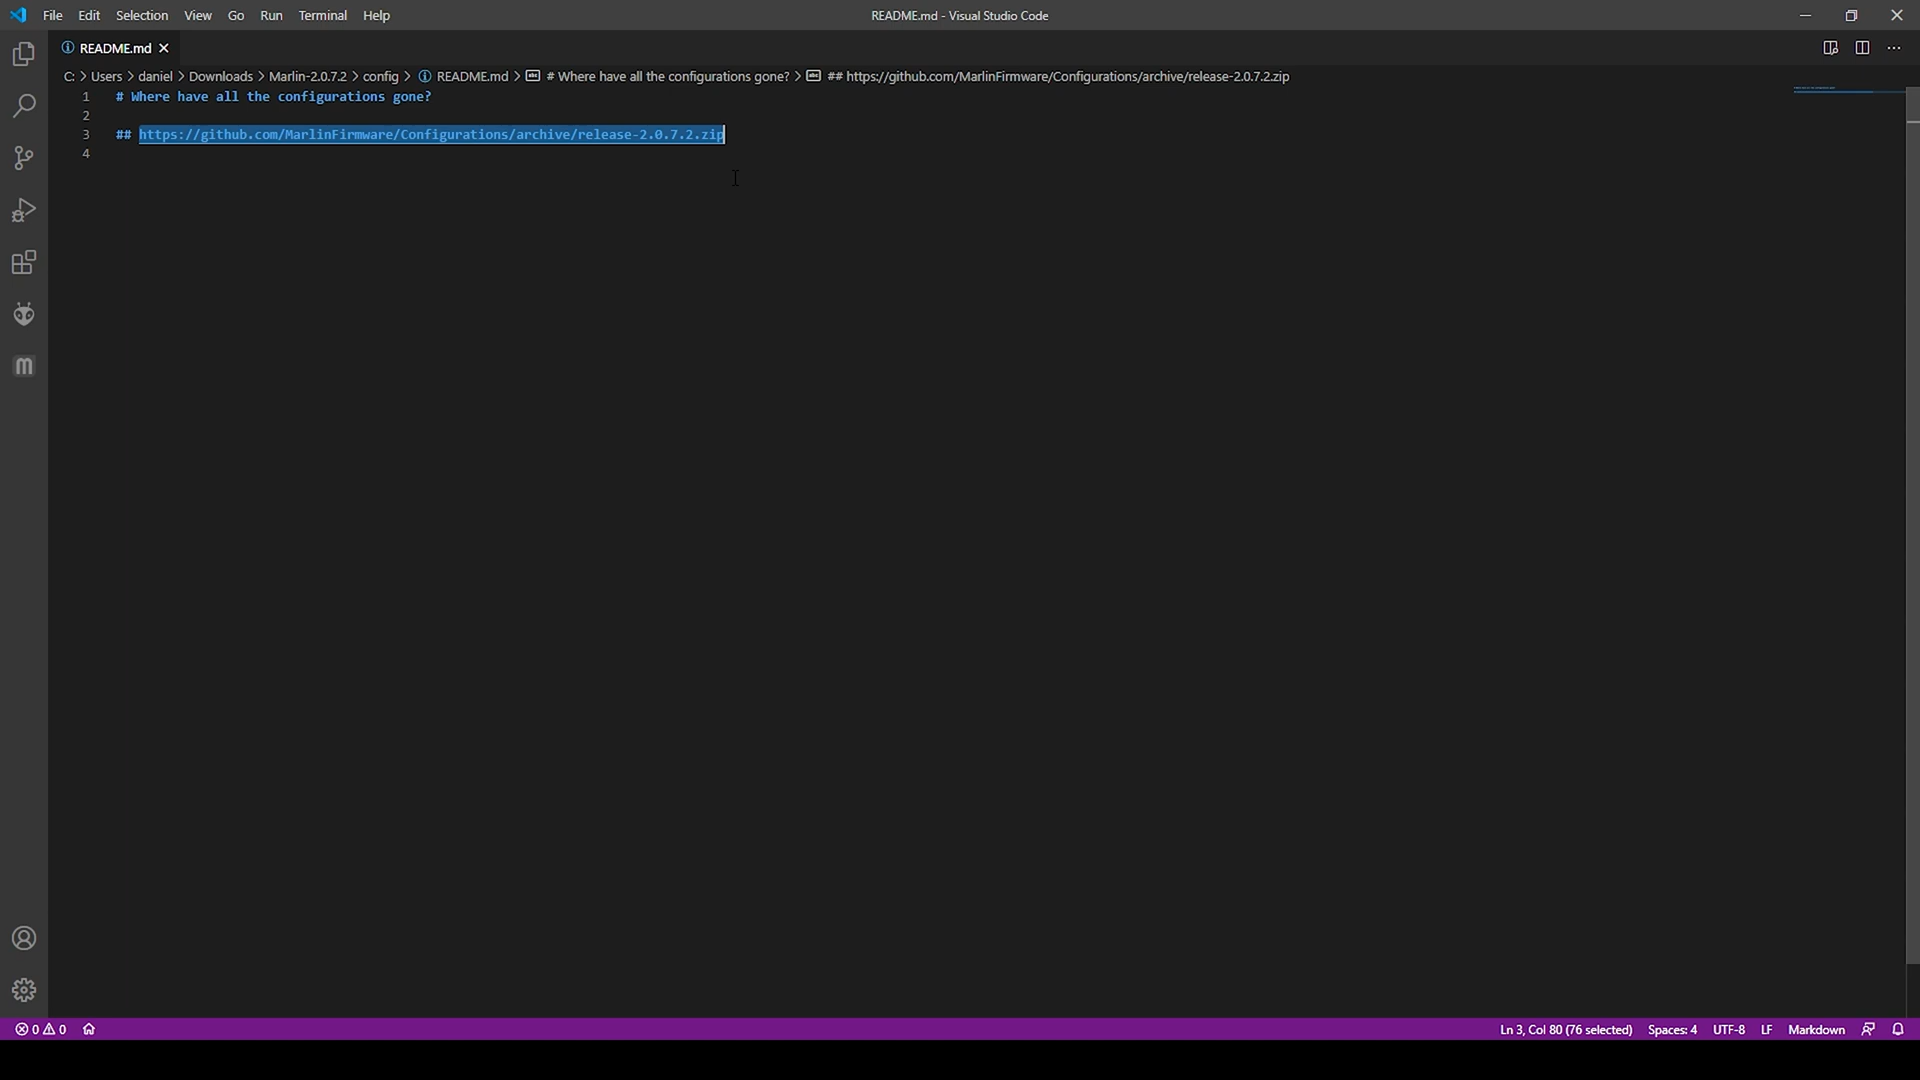 File Edit Selection View Go Run Terminal Help README.md - Visual Studio Code
README.md
C: > Users > daniel > Downloads > Marlin-2.0.7.2 > config > README.md > # Where have all the configurations gone? > ## https://github.com/MarlinFirmware/Configurations/archive/release-2.0.7.2.zip
1 # Where have all the configurations gone?
2
3 ## https://github.com/MarlinFirmware/Configurations/archive/release-2.0.7.2.zip
4
0 0 Ln 3, Col 80 (76 selected) Spaces: 4 UTF-8 LF Markdown